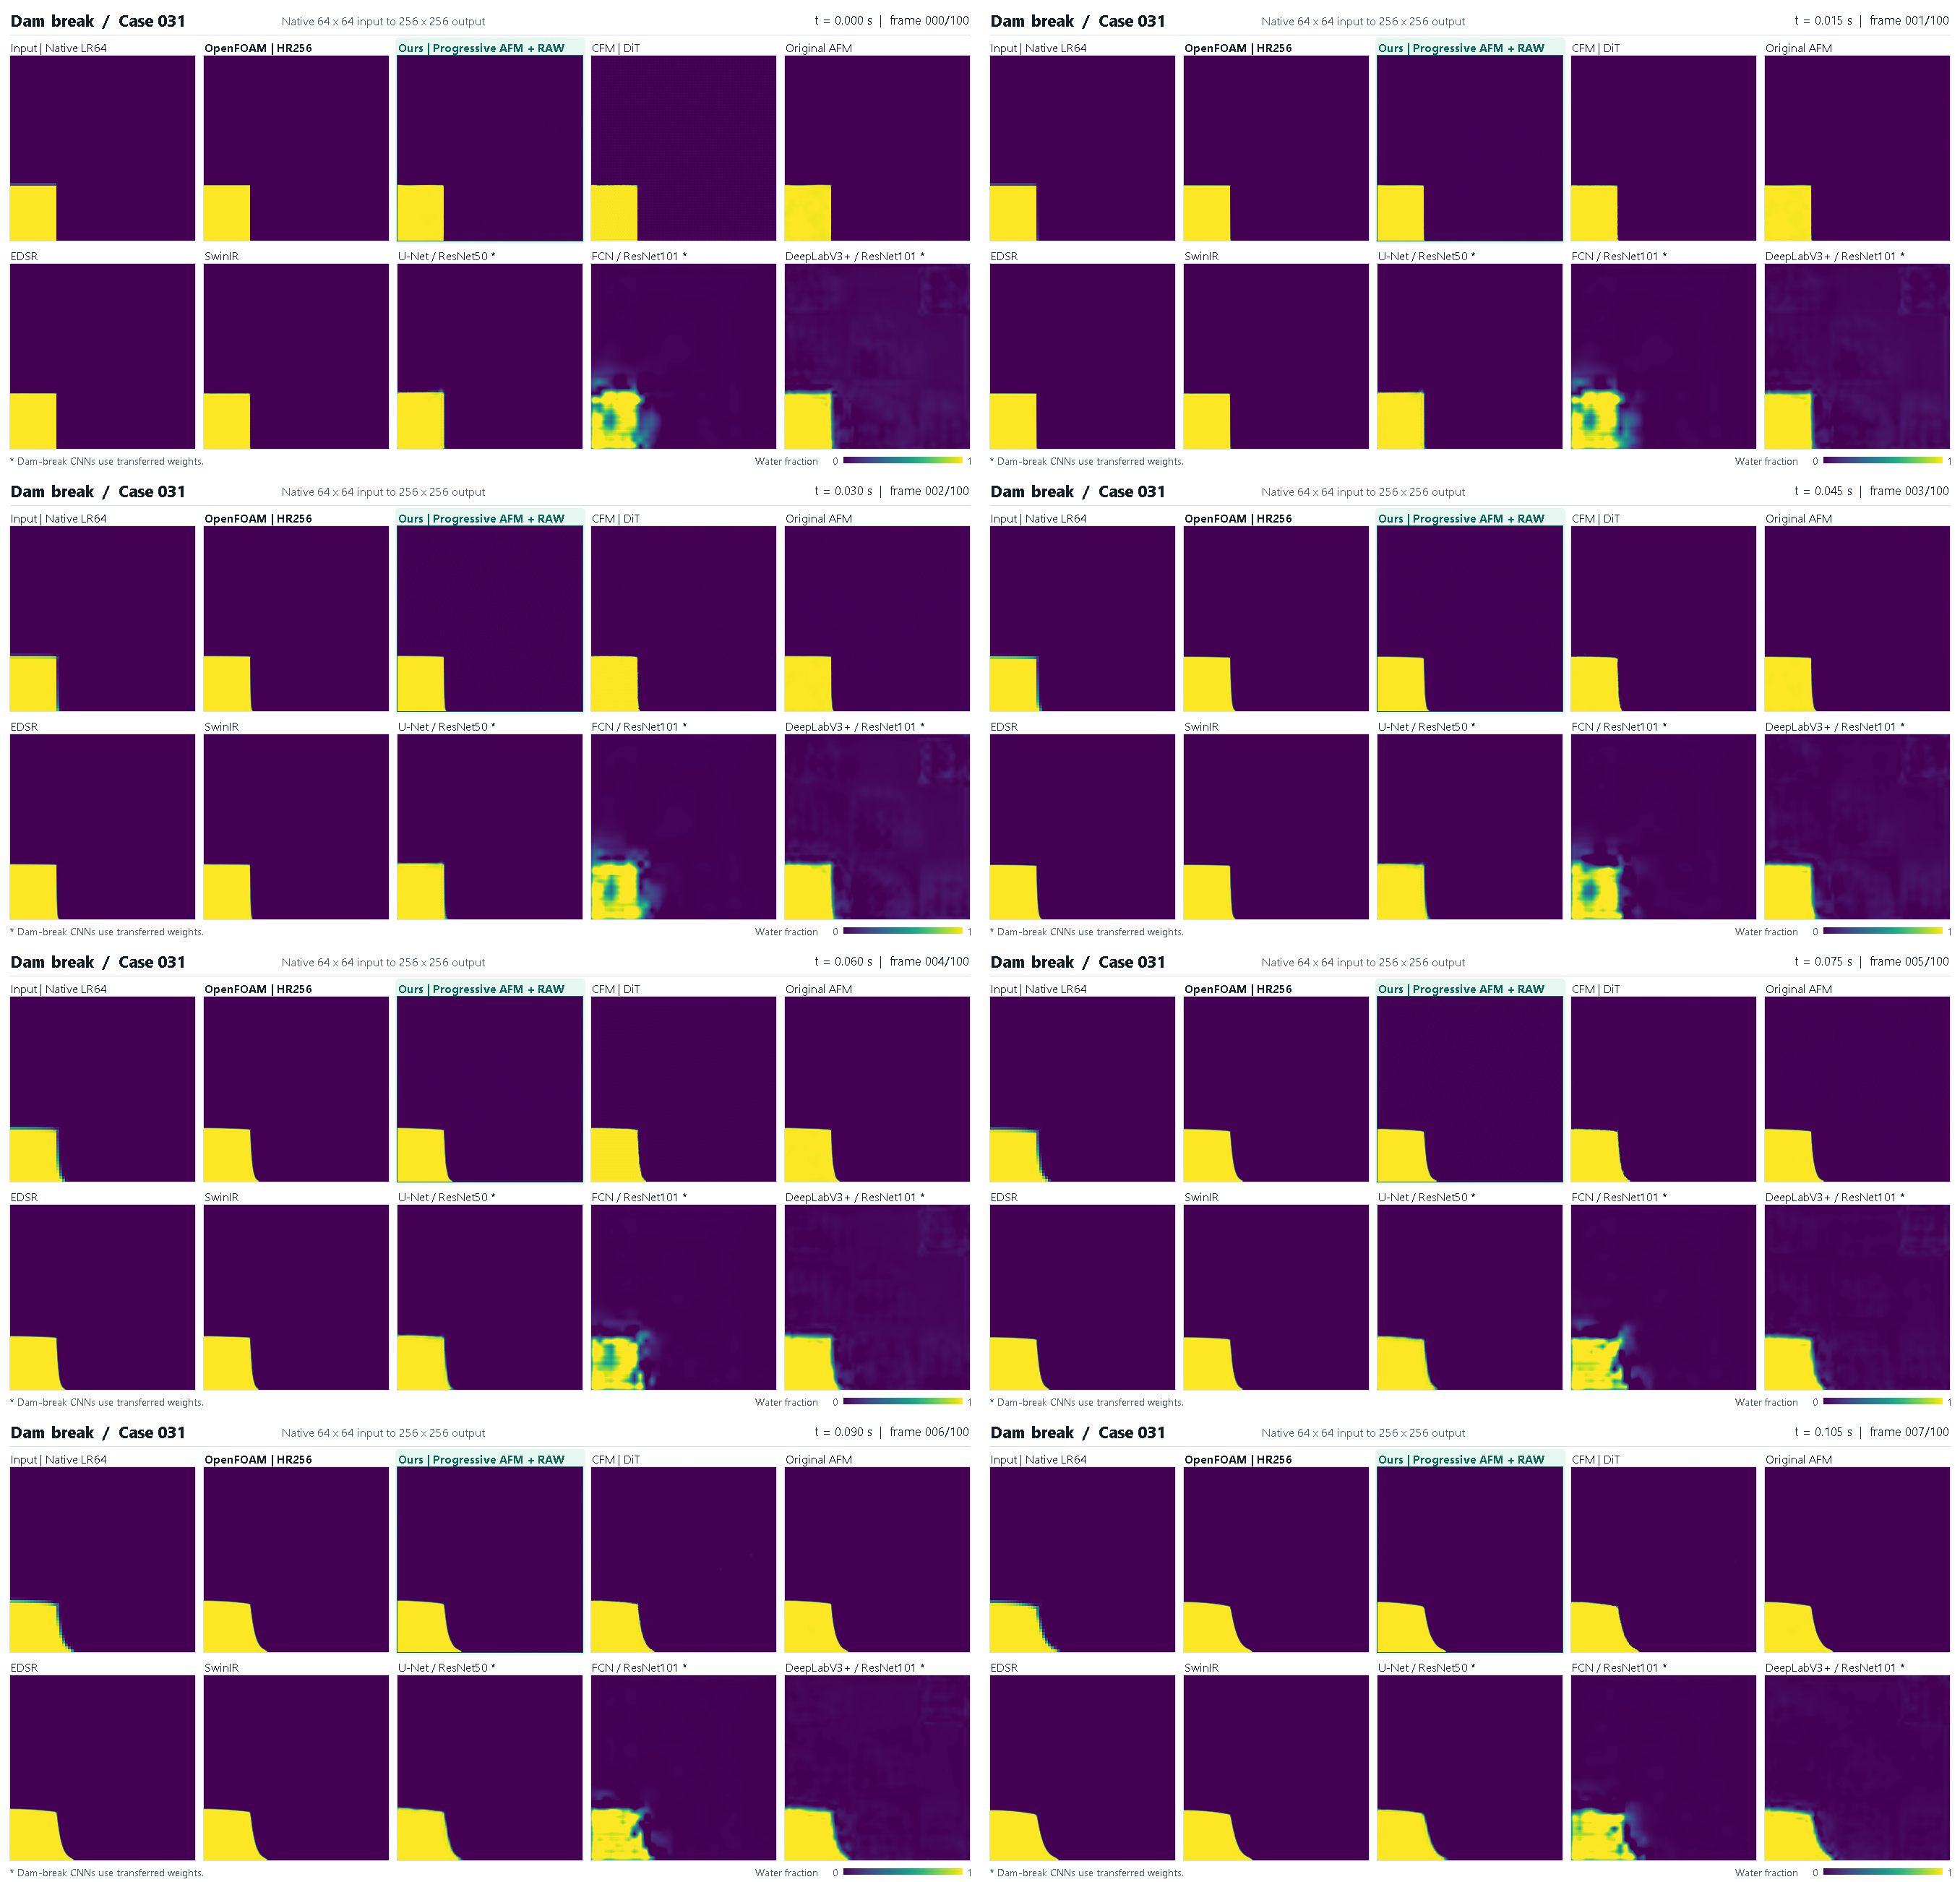 Dam break / Case 031 Native 64 x 64 input to 256 x 256 output t = 0.000 s | frame 000/100
Input | Native LR64 OpenFOAM | HR256 Ours | Progressive AFM + RAW CFM | DiT Original AFM
EDSR SwinIR U-Net / ResNet50 * FCN / ResNet101 * DeepLabV3+ / ResNet101 *
* Dam-break CNNs use transferred weights. Water fraction 0 1
Dam break / Case 031 Native 64 x 64 input to 256 x 256 output t = 0.015 s | frame 001/100
Input | Native LR64 OpenFOAM | HR256 Ours | Progressive AFM + RAW CFM | DiT Original AFM
EDSR SwinIR U-Net / ResNet50 * FCN / ResNet101 * DeepLabV3+ / ResNet101 *
* Dam-break CNNs use transferred weights. Water fraction 0 1
Dam break / Case 031 Native 64 x 64 input to 256 x 256 output t = 0.030 s | frame 002/100
Input | Native LR64 OpenFOAM | HR256 Ours | Progressive AFM + RAW CFM | DiT Original AFM
EDSR SwinIR U-Net / ResNet50 * FCN / ResNet101 * DeepLabV3+ / ResNet101 *
* Dam-break CNNs use transferred weights. Water fraction 0 1
Dam break / Case 031 Native 64 x 64 input to 256 x 256 output t = 0.045 s | frame 003/100
Input | Native LR64 OpenFOAM | HR256 Ours | Progressive AFM + RAW CFM | DiT Original AFM
EDSR SwinIR U-Net / ResNet50 * FCN / ResNet101 * DeepLabV3+ / ResNet101 *
* Dam-break CNNs use transferred weights. Water fraction 0 1
Dam break / Case 031 Native 64 x 64 input to 256 x 256 output t = 0.060 s | frame 004/100
Input | Native LR64 OpenFOAM | HR256 Ours | Progressive AFM + RAW CFM | DiT Original AFM
EDSR SwinIR U-Net / ResNet50 * FCN / ResNet101 * DeepLabV3+ / ResNet101 *
* Dam-break CNNs use transferred weights. Water fraction 0 1
Dam break / Case 031 Native 64 x 64 input to 256 x 256 output t = 0.075 s | frame 005/100
Input | Native LR64 OpenFOAM | HR256 Ours | Progressive AFM + RAW CFM | DiT Original AFM
EDSR SwinIR U-Net / ResNet50 * FCN / ResNet101 * DeepLabV3+ / ResNet101 *
* Dam-break CNNs use transferred weights. Water fraction 0 1
Dam break / Case 031 Native 64 x 64 input to 256 x 256 output t = 0.090 s | frame 006/100
Input | Native LR64 OpenFOAM | HR256 Ours | Progressive AFM + RAW CFM | DiT Original AFM
EDSR SwinIR U-Net / ResNet50 * FCN / ResNet101 * DeepLabV3+ / ResNet101 *
* Dam-break CNNs use transferred weights. Water fraction 0 1
Dam break / Case 031 Native 64 x 64 input to 256 x 256 output t = 0.105 s | frame 007/100
Input | Native LR64 OpenFOAM | HR256 Ours | Progressive AFM + RAW CFM | DiT Original AFM
EDSR SwinIR U-Net / ResNet50 * FCN / ResNet101 * DeepLabV3+ / ResNet101 *
* Dam-break CNNs use transferred weights. Water fraction 0 1